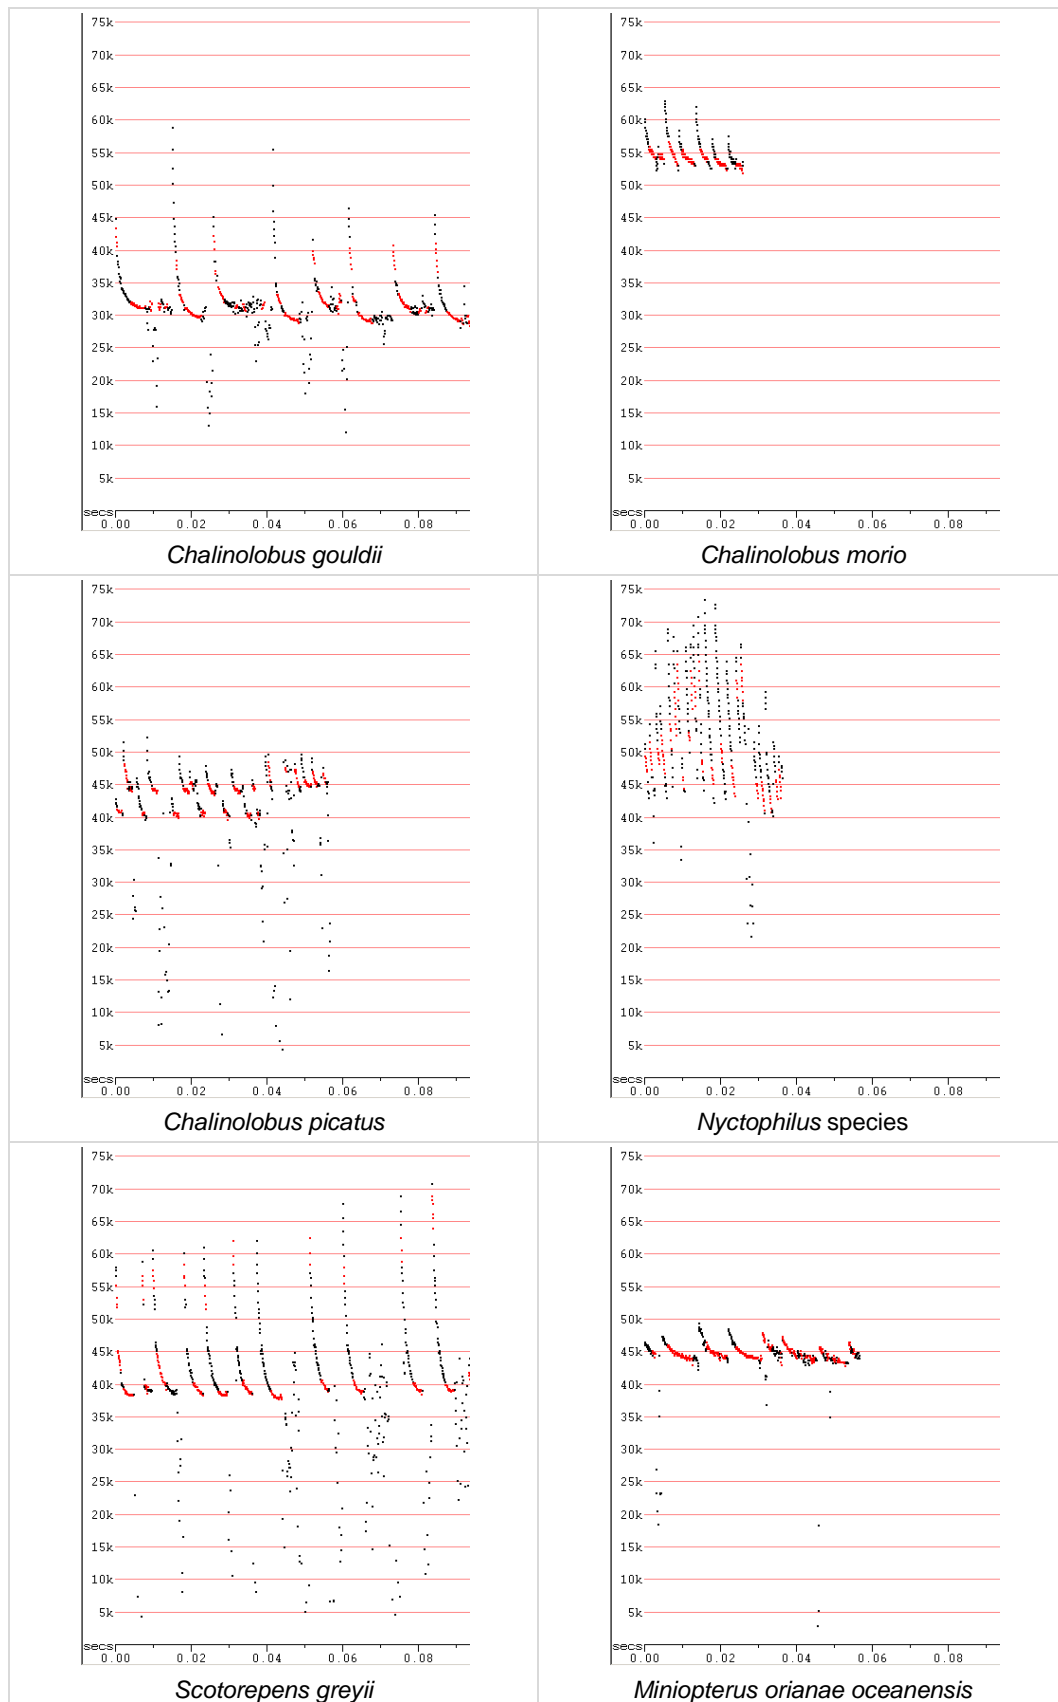 75k
70k
65k
60k
55k
50k
45k
40k
35k
30k
25k
20k
15k
10k
5k
secs
0.00 0.02 0.04 0.06 0.08
Chalinolobus gouldii
75k
70k
65k
60k
55k
50k
45k
40k
35k
30k
25k
20k
15k
10k
5k
secs
0.00 0.02 0.04 0.06 0.08
Chalinolobus morio
75k
70k
65k
60k
55k
50k
45k
40k
35k
30k
25k
20k
15k
10k
5k
secs
0.00 0.02 0.04 0.06 0.08
Chalinolobus picatus
75k
70k
65k
60k
55k
50k
45k
40k
35k
30k
25k
20k
15k
10k
5k
secs
0.00 0.02 0.04 0.06 0.08
Nyctophilus species
75k
70k
65k
60k
55k
50k
45k
40k
35k
30k
25k
20k
15k
10k
5k
secs
0.00 0.02 0.04 0.06 0.08
Scotorepens greyii
75k
70k
65k
60k
55k
50k
45k
40k
35k
30k
25k
20k
15k
10k
5k
secs
0.00 0.02 0.04 0.06 0.08
Miniopterus orianae oceanensis